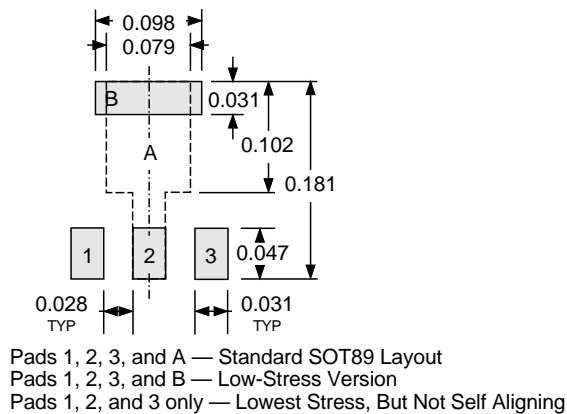 0.098
0.079
B
0.031
A
0.102
0.181
1
2
3
0.047
0.028
TYP
0.031
TYP
Pads 1, 2, 3, and A — Standard SOT89 Layout
Pads 1, 2, 3, and B — Low-Stress Version
Pads 1, 2, and 3 only — Lowest Stress, But Not Self Aligning